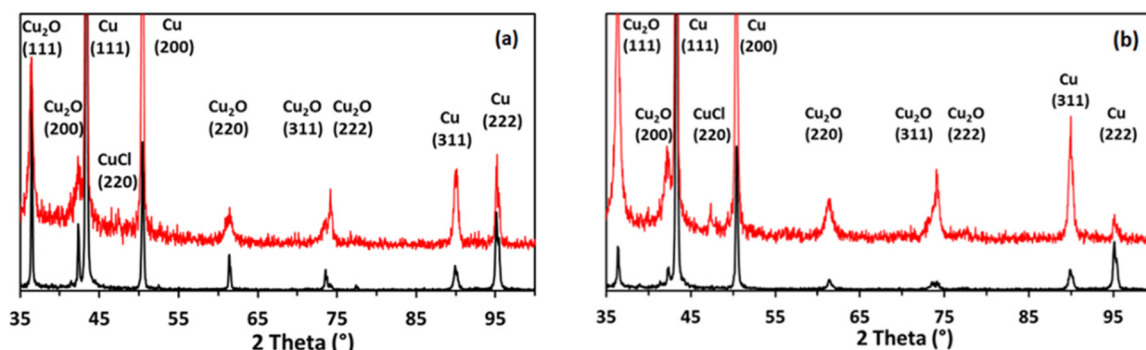 Cu₂O
(111)
Cu
(111)
Cu
(200)
(a)
Cu₂O
(200)
CuCl
(220)
Cu₂O
(220)
Cu₂O
(311)
Cu₂O
(222)
Cu
(311)
Cu
(222)
35 45 55 65 75 85 95
2 Theta (°)
Cu₂O
(111)
Cu
(111)
Cu
(200)
(b)
Cu₂O
(200)
CuCl
(220)
Cu₂O
(220)
Cu₂O
(311)
Cu₂O
(222)
Cu
(311)
Cu
(222)
35 45 55 65 75 85 95
2 Theta (°)